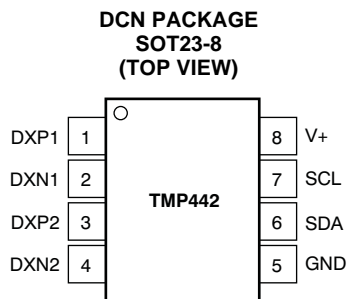 DCN PACKAGE
SOT23-8
(TOP VIEW)
DXP1 1 8 V+
DXN1 2 7 SCL
TMP442
DXP2 3 6 SDA
DXN2 4 5 GND